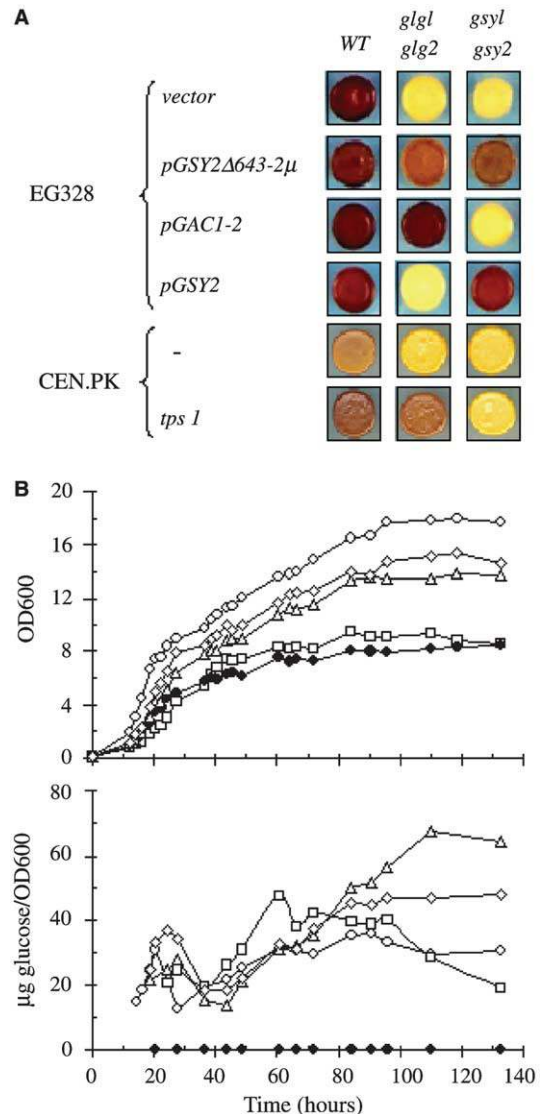 A
WT
glgl
glg2
gsyl
gsy2
EG328
vector
pGSY2Δ643-2μ
pGAC1-2
pGSY2
CEN.PK
-
tps 1
B
OD600
20
16
12
8
4
0
µg glucose/OD600
80
60
40
20
0
0 20 40 60 80 100 120 140
Time (hours)